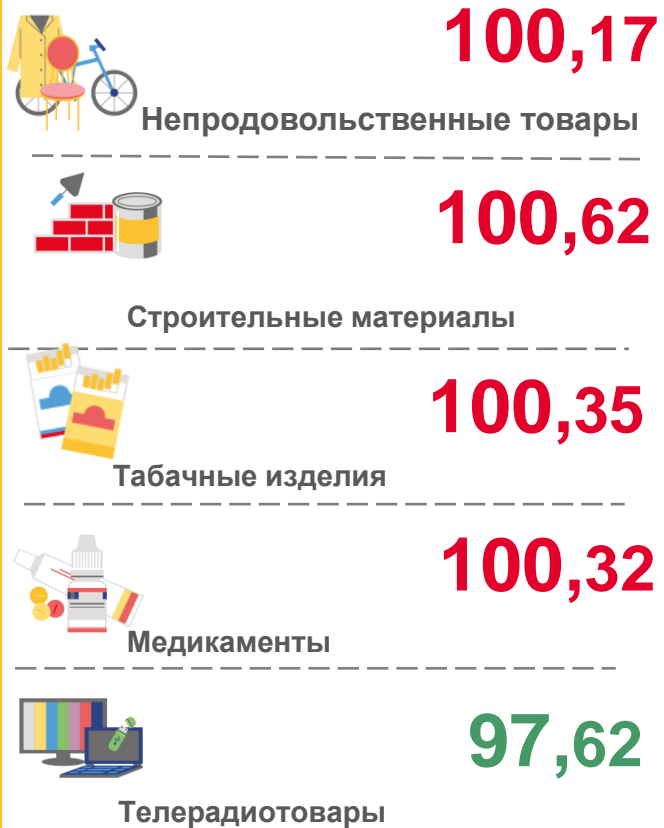 100,17
Непродовольственные товары
100,62
Строительные материалы
100,35
Табачные изделия
100,32
Медикаменты
97,62
Телерадиотовары